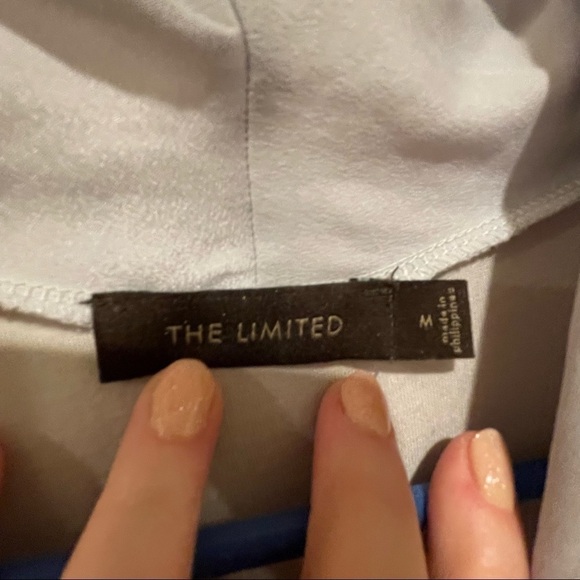 THE LIMITED
M
made in
philippines